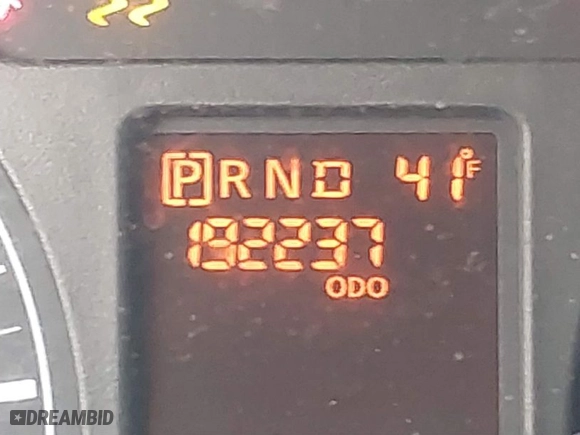 [P] R N D 41°F
192237
ODO
DREAMBID